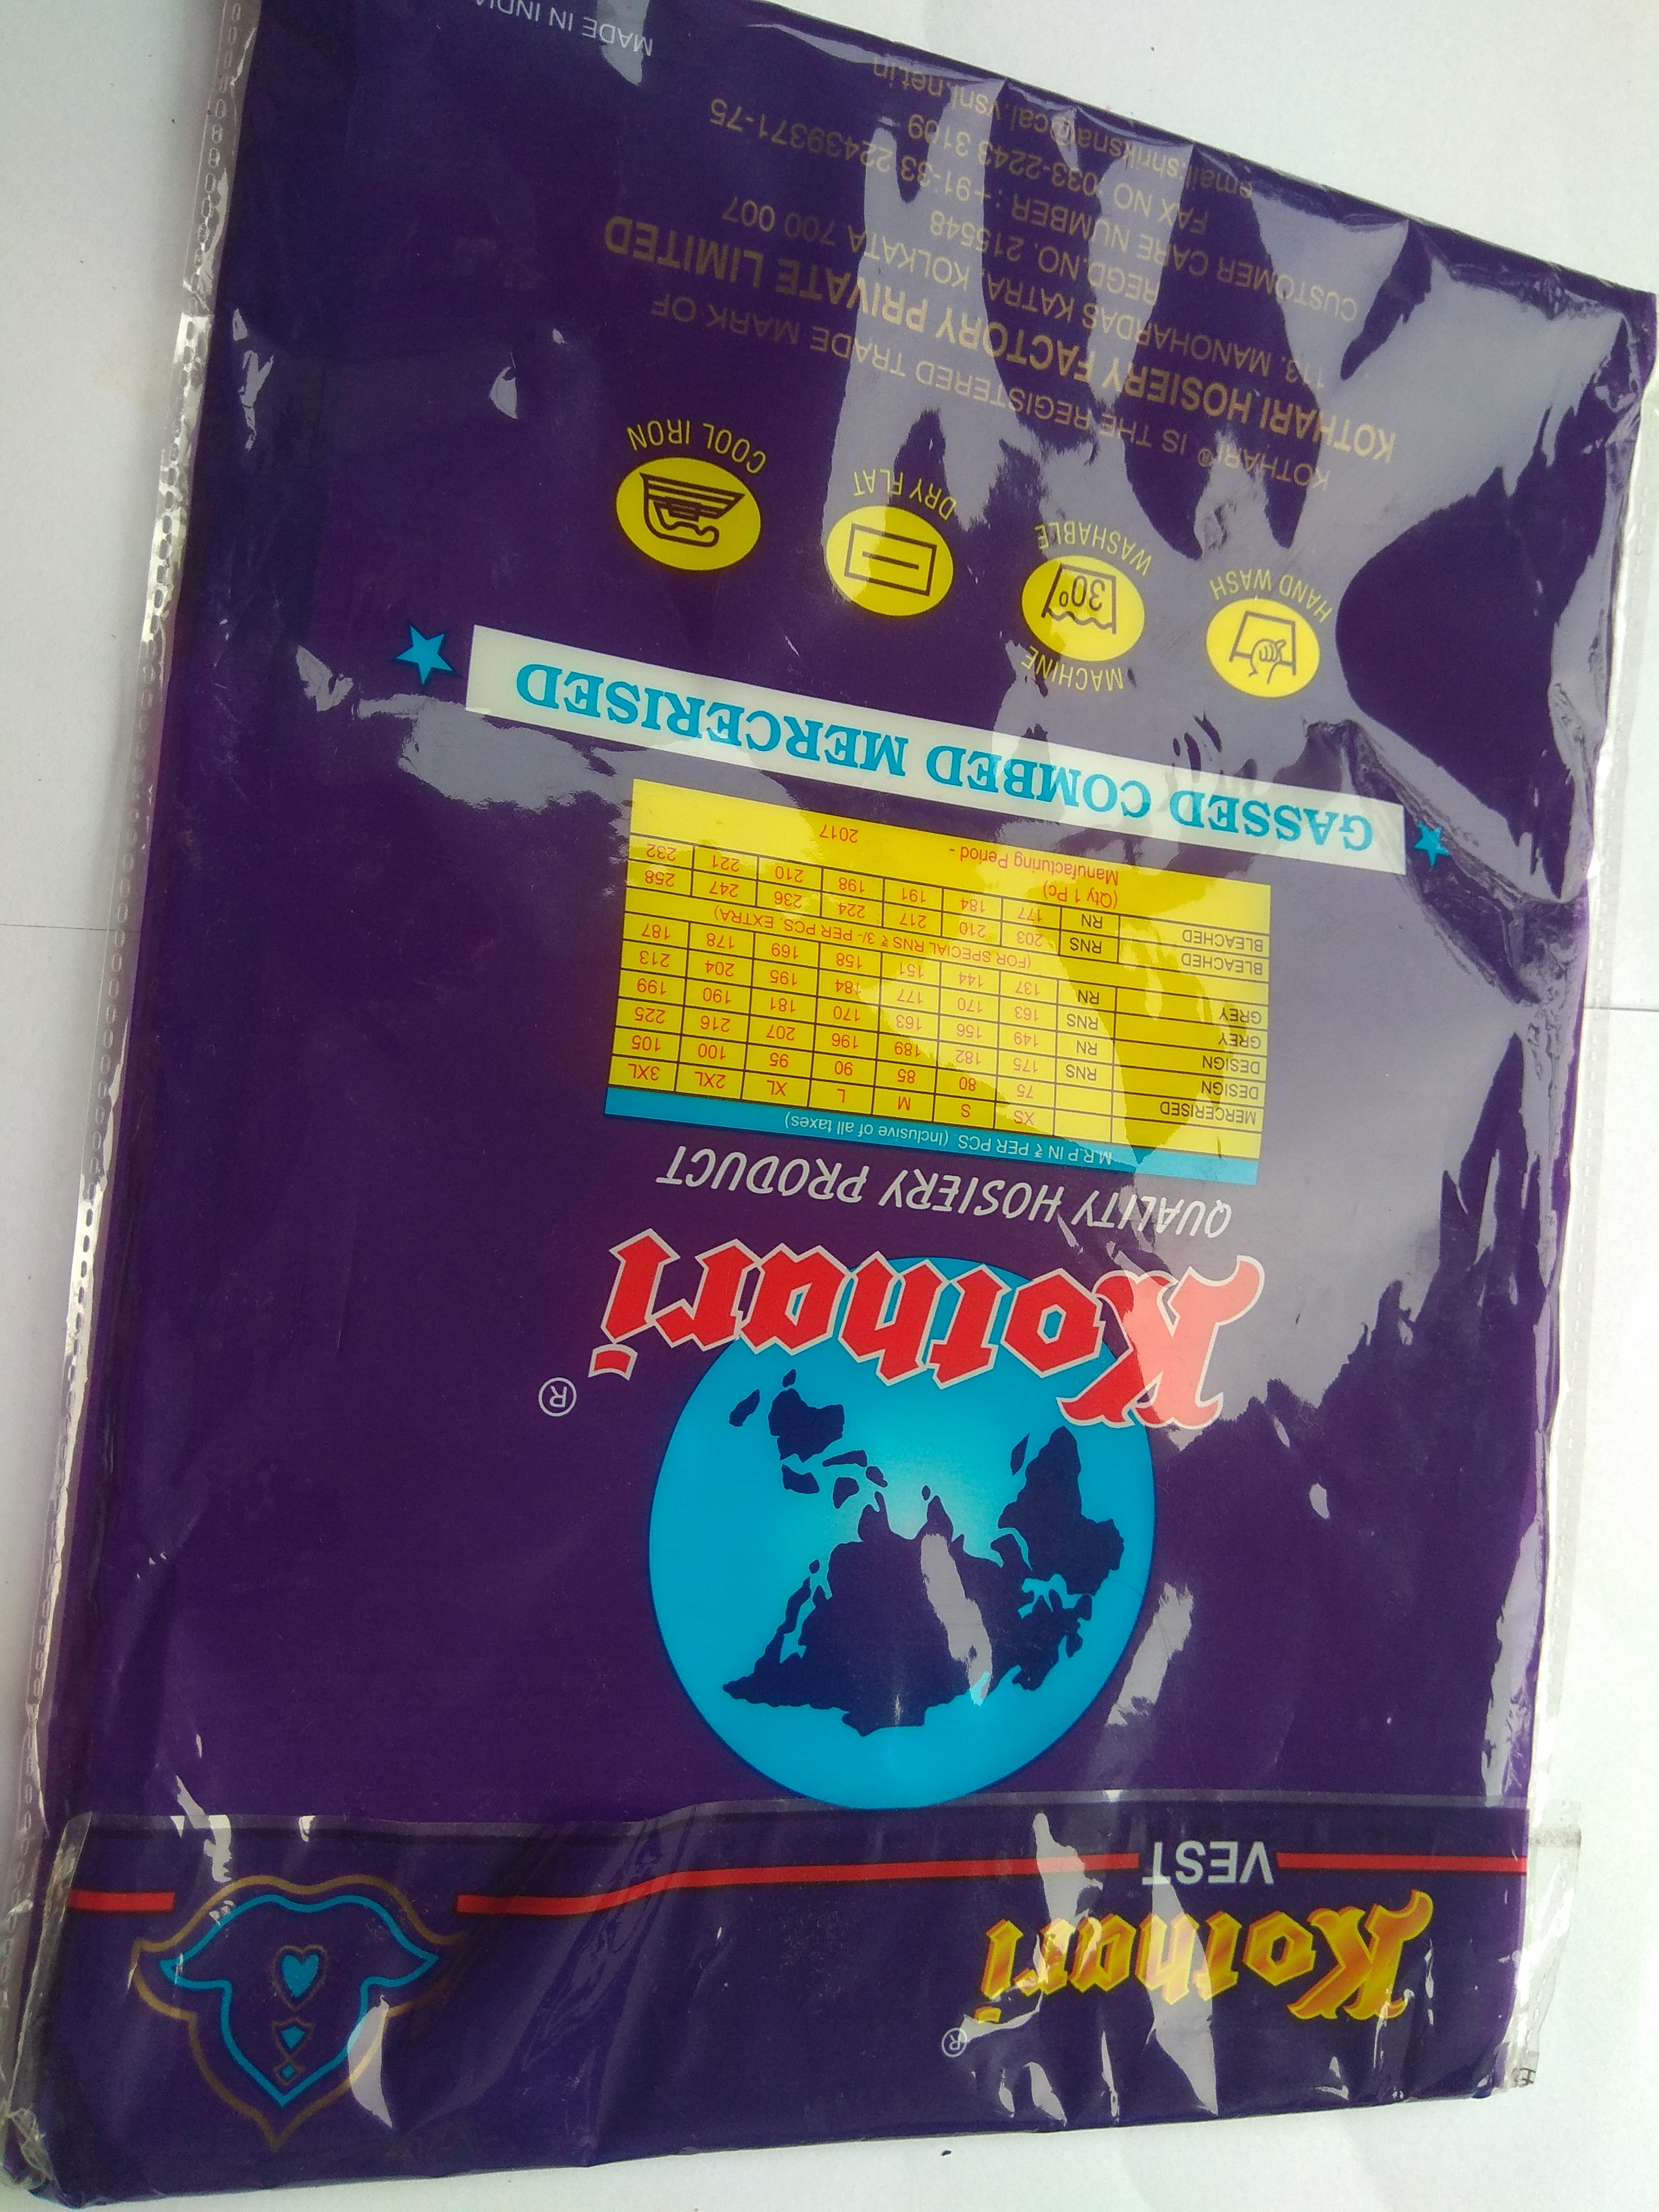 Kothari ®
VEST
Kothari ®
QUALITY HOSIERY PRODUCT
M.R.P IN ₹ PER PCS (Inclusive of all taxes)
XS S M L XL 2XL 3XL
MERCERISED 75 80 85 90 95 100 105
DESIGN RNS 175 182 189 196 207 216 225
DESIGN RN 149 156 163 170 181 190 199
GREY RNS 163 170 177 184 195 204 213
GREY RN 137 144 151 158 169 178 187
(FOR SPECIAL RNS ₹ 3/- PER PCS. EXTRA)
BLEACHED RNS 203 210 217 224 236 247 258
BLEACHED RN 177 184 191 198 210 221 232
(Qty 1 Pc)
Manufacturing Period - 2017
GASSED COMBED MERCERISED
HAND WASH
MACHINE
30°
WASHABLE
DRY FLAT
COOL IRON
KOTHARI® IS THE REGISTERED TRADE MARK OF
KOTHARI HOSIERY FACTORY PRIVATE LIMITED
113, MANOHARDAS KATRA, KOLKATA 700 007
REGD.NO. 215548
CUSTOMER CARE NUMBER : +91-33 22439371-75
FAX NO. 033-2243 3109
email:shriksna@cal.vsnl.net.in
MADE IN INDIA